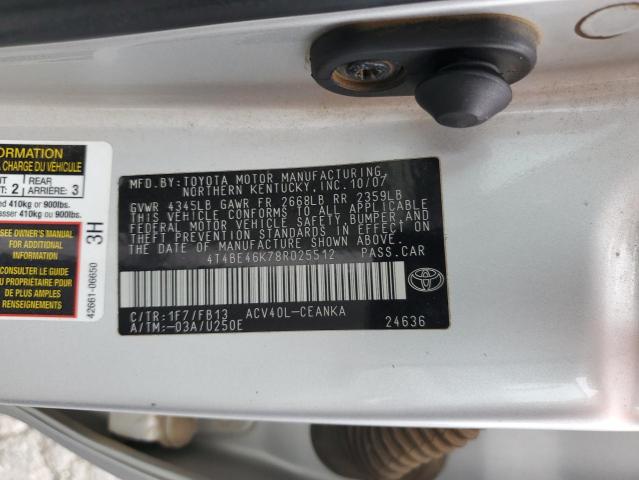 FORMATION
A CHARGE DU VÉHICULE
NT REAR
T: 2 ARRIÈRE: 3
ed 410kg or 900lbs.
sser 410kg ou 900lbs.
SEE OWNER'S MANUAL
FOR ADDITIONAL
INFORMATION
Consulter LE GUIDE
DU
POUR PLUS DE
3H
42661-06650
MFD.BY:TOYOTA MOTOR MANUFACTURING,
NORTHERN KENTUCKY, INC. 10/07
GVWR 4345LB GAWR FR 2668LB RR 2359LB
THIS VEHICLE CONFORMS TO ALL APPLICABLE
FEDERAL MOTOR VEHICLE SAFETY,BUMPER,AND
THEFT PREVENTION STANDARDS IN EFFECT ON
THE DATE OF MANUFACTURE SHOWN ABOVE.
4T4BE46K78R025512 PASS.CAR
C/TR:1F7/FB13 ACV40L-CEANKA
A/TM:-03A/U250E 24636
TOYOTA